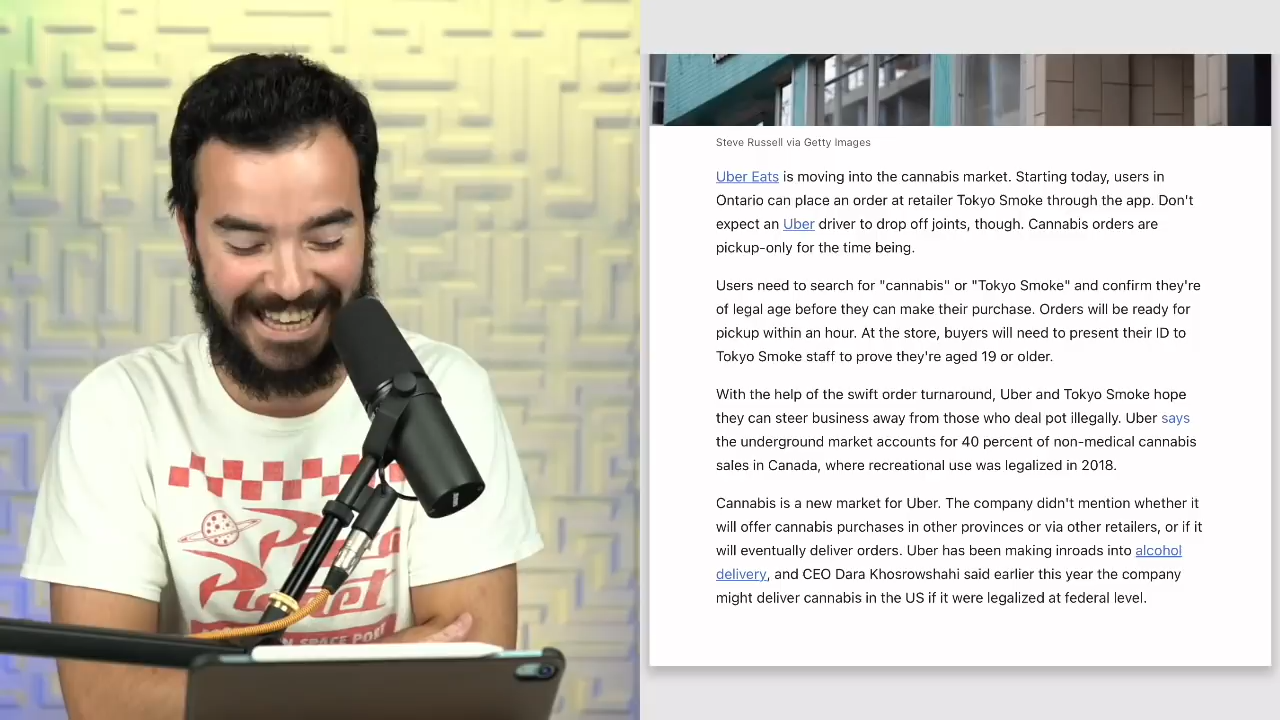 Steve Russell via Getty Images
Uber Eats is moving into the cannabis market. Starting today, users in
Ontario can place an order at retailer Tokyo Smoke through the app. Don't
expect an Uber driver to drop off joints, though. Cannabis orders are
pickup-only for the time being.
Users need to search for "cannabis" or "Tokyo Smoke" and confirm they're
of legal age before they can make their purchase. Orders will be ready for
pickup within an hour. At the store, buyers will need to present their ID to
Tokyo Smoke staff to prove they're aged 19 or older.
With the help of the swift order turnaround, Uber and Tokyo Smoke hope
they can steer business away from those who deal pot illegally. Uber says
the underground market accounts for 40 percent of non-medical cannabis
sales in Canada, where recreational use was legalized in 2018.
Cannabis is a new market for Uber. The company didn't mention whether it
will offer cannabis purchases in other provinces or via other retailers, or if it
will eventually deliver orders. Uber has been making inroads into alcohol
delivery, and CEO Dara Khosrowshahi said earlier this year the company
might deliver cannabis in the US if it were legalized at federal level.
Planet
SPACE PORT